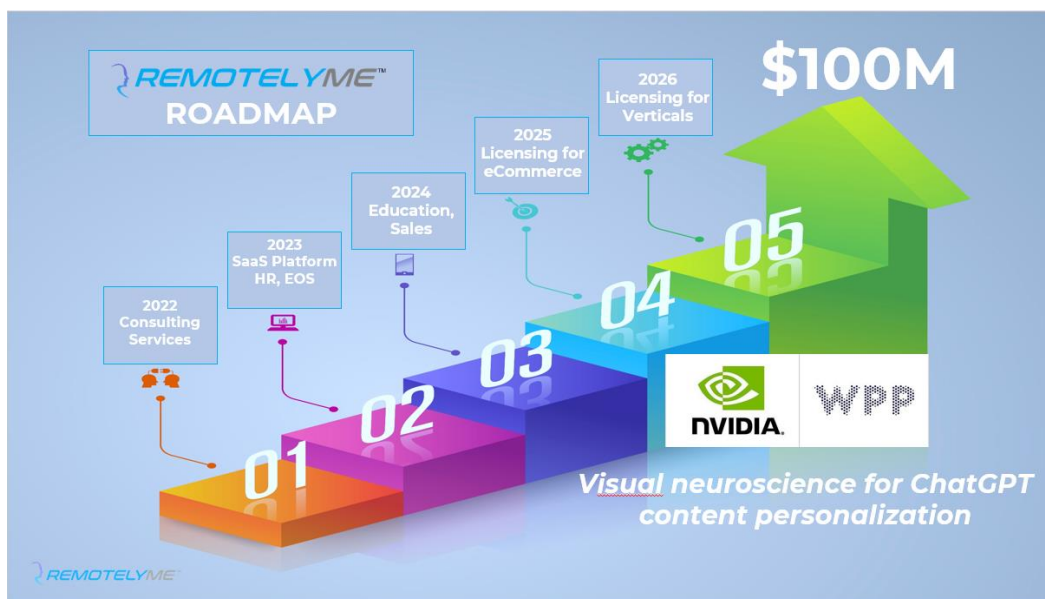 REMOTELYME™
ROADMAP
$100M
2026
Licensing for
Verticals
2025
Licensing for
eCommerce
2024
Education,
Sales
2023
SaaS Platform
HR, EOS
2022
Consulting
Services
01
02
03
04
05
NVIDIA.
WPP
Visual neuroscience for ChatGPT
content personalization
REMOTELYME™